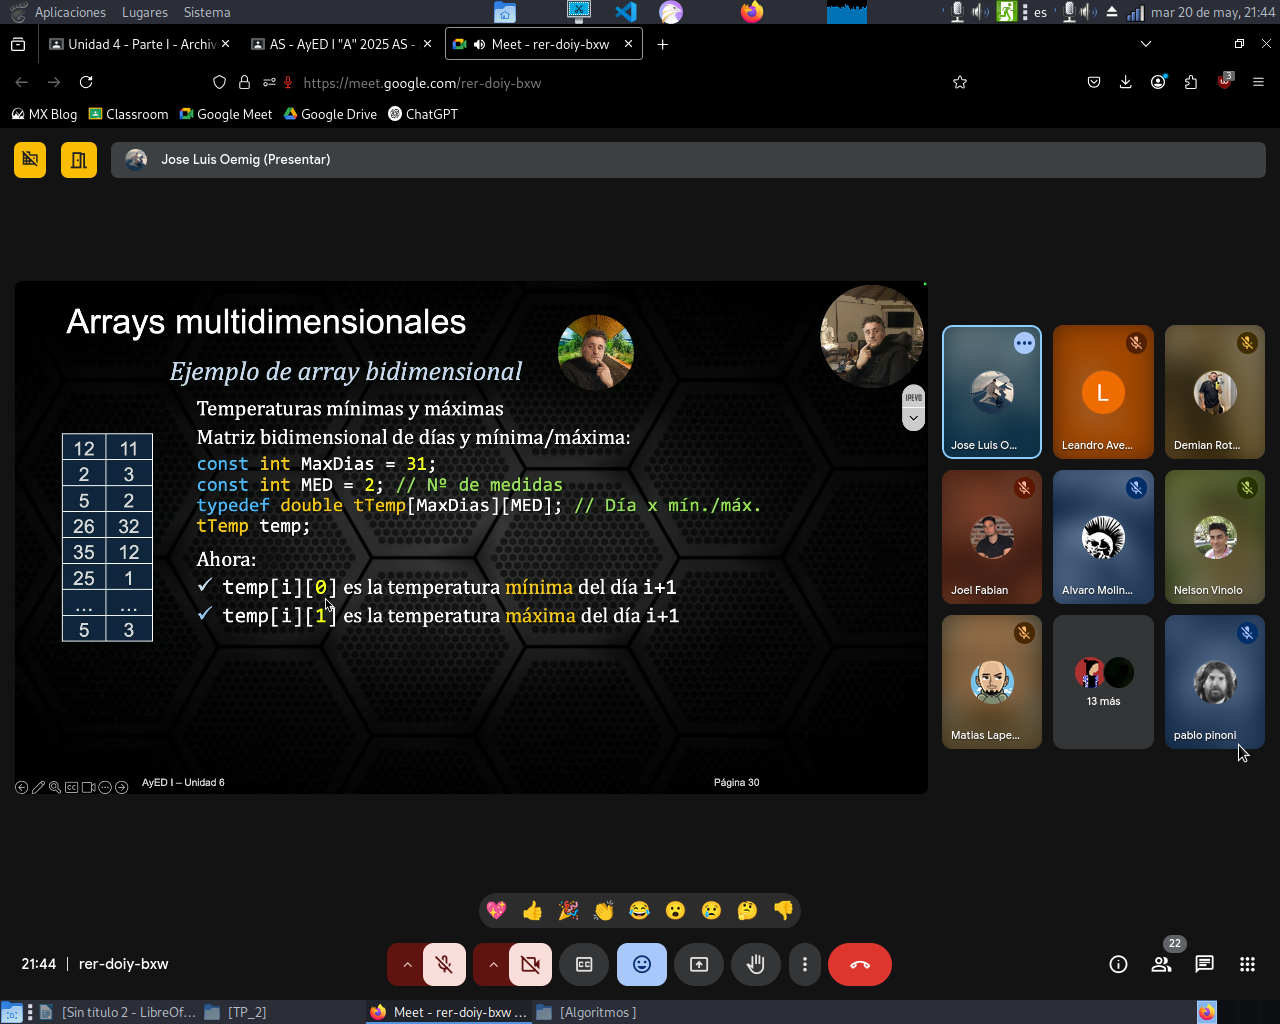 Aplicaciones Lugares Sistema es mar 20 de may, 21:44
Unidad 4 - Parte I - Archiv AS - AyED I "A" 2025 AS - Meet - rer-doiy-bxw
https://meet.google.com/rer-doiy-bxw 3
MX Blog Classroom Google Meet Google Drive ChatGPT
Jose Luis Oemig (Presentar)
Arrays multidimensionales
Ejemplo de array bidimensional
Temperaturas mínimas y máximas
Matriz bidimensional de días y mínima/máxima:
const int MaxDias = 31;
const int MED = 2; // Nº de medidas
typedef double tTemp[MaxDias][MED]; // Día x mín./máx.
tTemp temp;
Ahora:
✓ temp[i][0] es la temperatura mínima del día i+1
✓ temp[i][1] es la temperatura máxima del día i+1
12 11
2 3
5 2
26 32
35 12
25 1
... ...
5 3
IPEVO
AyED I – Unidad 6 Página 30
Jose Luis O...
Leandro Ave...
L
Demian Rot...
Joel Fabian
Alvaro Molin...
Nelson Vinolo
Matias Lape...
13 más
pablo pinoni
21:44 | rer-doiy-bxw
22
[Sin título 2 - LibreOf... [TP_2] Meet - rer-doiy-bxw ... [Algoritmos ]